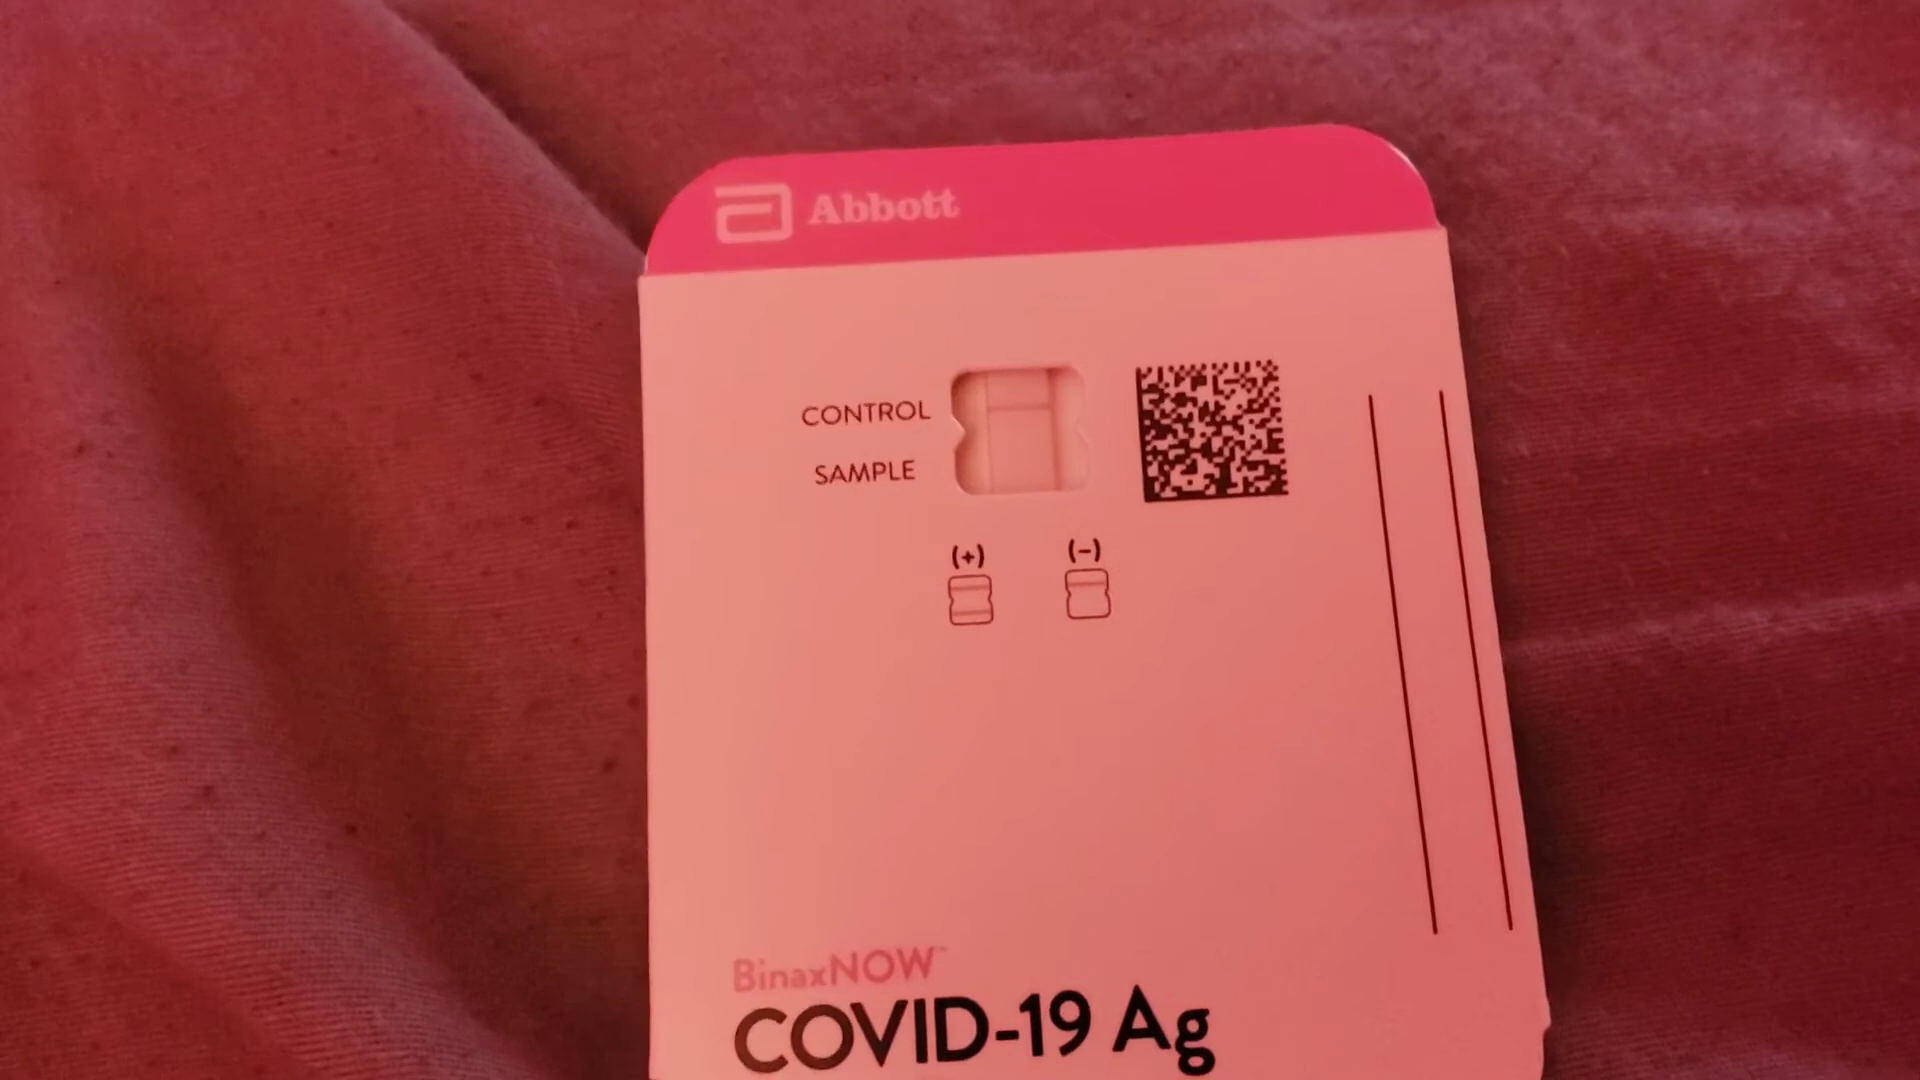 Abbott
CONTROL
SAMPLE
(+) (-)
BinaxNOW™
COVID-19 Ag